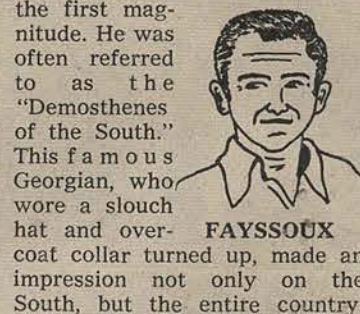 the first mag-
nitude. He was
often referred
to as the
“Demosthenes
of the South.”
This famous
Georgian, who
wore a slouch
hat and over-
FAYSSOUX
coat collar turned up, made an
impression not only on the
South, but the entire country